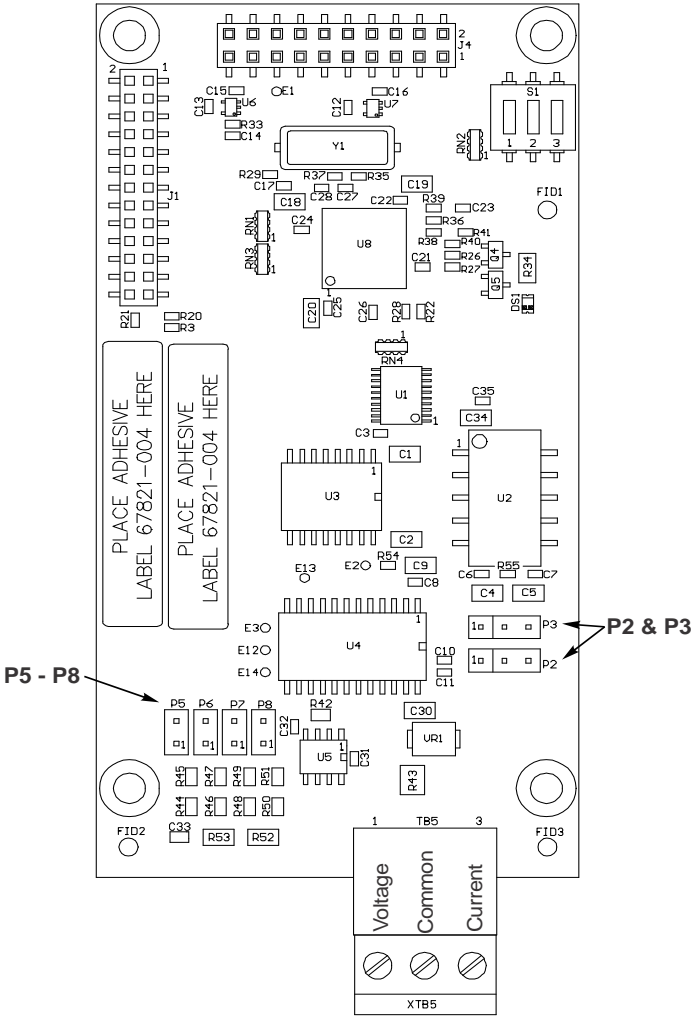 2
J4
1
2 1
J1
C15
E1
C16
C13
U6
C12
U7
R33
C14
S1
1 2 3
RN2
1
Y1
R29
C17
R37
R35
C28 C27
C19
C18
C22
R39
C23
FID1
RN1
1
RN3
1
C24
U8
1
R36
R38
R41
R40
R26
R27
C21
Q4
Q5
R34
DS1
C20
C25
C26
R28
R22
R21
R20
R3
1
RN4
U1
1
C3
C1
C35
C34
1
U2
PLACE ADHESIVE
LABEL 67821-004 HERE
PLACE ADHESIVE
LABEL 67821-004 HERE
1
U3
C2
R54
E2
C9
C8
E13
C6
R55
C7
C4
C5
E3
E12
E14
1
U4
C10
C11
1 P3
1 P2
P2 & P3
P5 - P8
P5 P6 P7 P8
1 1 1 1
C32
R42
C30
VR1
1
U5
C31
R43
R45 R47 R49 R51
R44 R46 R48 R50
FID2
C33
R53
R52
FID3
1 TB5 3
Voltage
Common
Current
XTB5